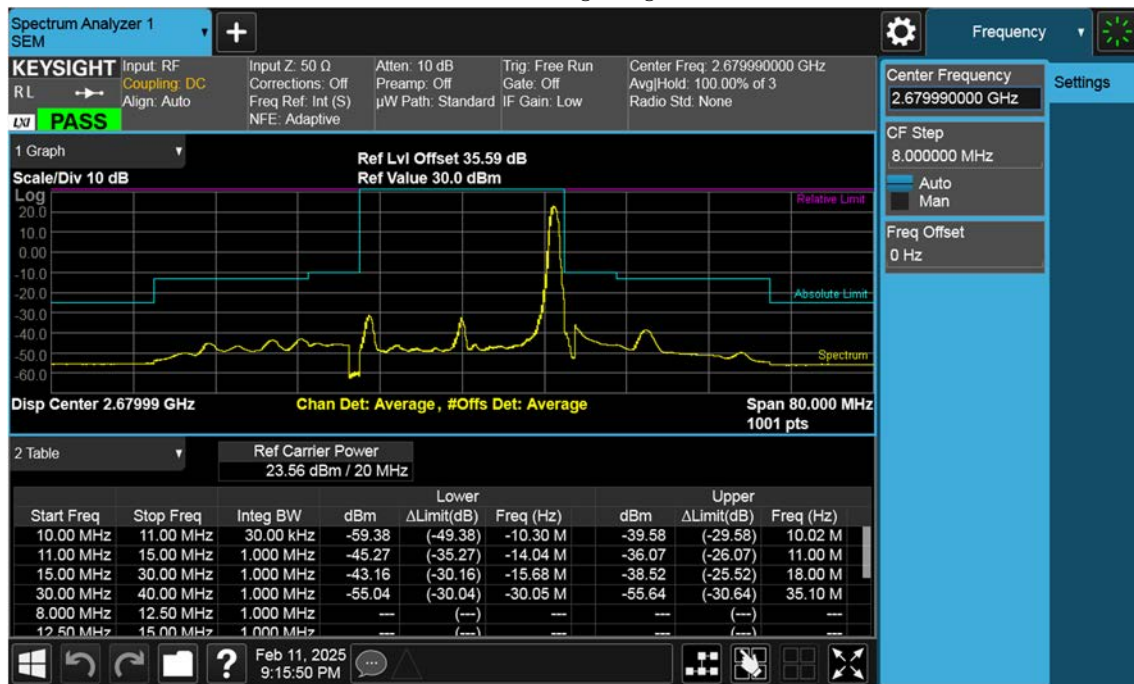 Spectrum Analyzer 1
SEM
+
Frequency
KEYSIGHT
RL
LXI PASS
Input: RF
Coupling: DC
Align: Auto
Input Z: 50 Ω
Corrections: Off
Freq Ref: Int (S)
NFE: Adaptive
Atten: 10 dB
Preamp: Off
µW Path: Standard
Trig: Free Run
Gate: Off
IF Gain: Low
Center Freq: 2.679990000 GHz
Avg|Hold: 100.00% of 3
Radio Std: None
Center Frequency
2.679990000 GHz
Settings
CF Step
8.000000 MHz
Auto
Man
Freq Offset
0 Hz
1 Graph
Scale/Div 10 dB
Ref Lvl Offset 35.59 dB
Ref Value 30.0 dBm
Log
20.0
10.0
0.00
-10.0
-20.0
-30.0
-40.0
-50.0
-60.0
Relative Limit
Absolute Limit
Spectrum
Disp Center 2.67999 GHz
Chan Det: Average, #Offs Det: Average
Span 80.000 MHz
1001 pts
2 Table
Ref Carrier Power
23.56 dBm / 20 MHz
Lower Upper
Start Freq Stop Freq Integ BW dBm ΔLimit(dB) Freq (Hz) dBm ΔLimit(dB) Freq (Hz)
10.00 MHz 11.00 MHz 30.00 kHz -59.38 (-49.38) -10.30 M -39.58 (-29.58) 10.02 M
11.00 MHz 15.00 MHz 1.000 MHz -45.27 (-35.27) -14.04 M -36.07 (-26.07) 11.00 M
15.00 MHz 30.00 MHz 1.000 MHz -43.16 (-30.16) -15.68 M -38.52 (-25.52) 18.00 M
30.00 MHz 40.00 MHz 1.000 MHz -55.04 (-30.04) -30.05 M -55.64 (-30.64) 35.10 M
8.000 MHz 12.50 MHz 1.000 MHz --- (---) --- --- (---) ---
12.50 MHz 15.00 MHz 1.000 MHz --- (---) --- --- (---) ---
?
Feb 11, 2025
9:15:50 PM